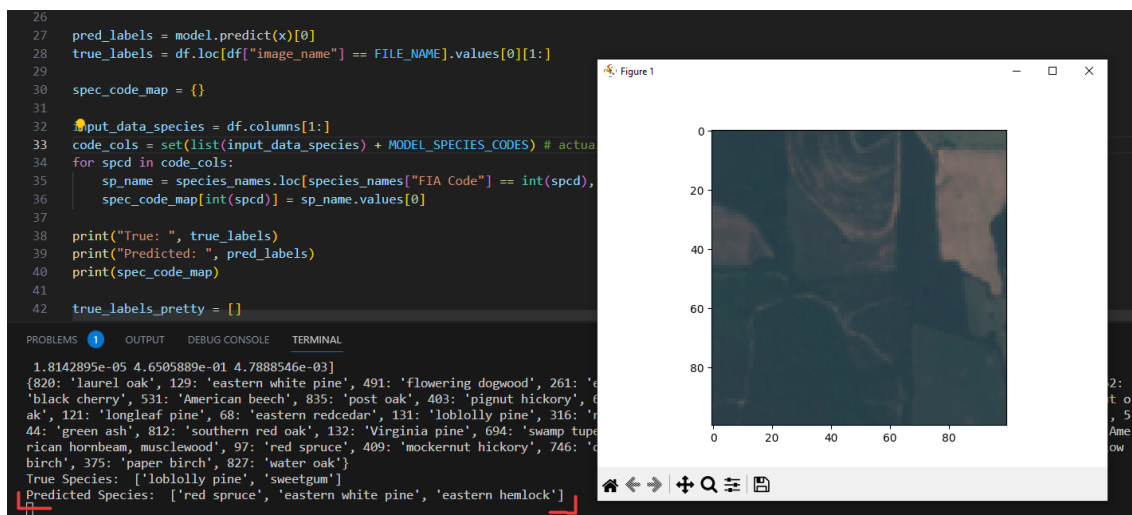 26
27 pred_labels = model.predict(x)[0]
28 true_labels = df.loc[df["image_name"] == FILE_NAME].values[0][1:]
29
30 spec_code_map = {}
31
32 input_data_species = df.columns[1:]
33 code_cols = set(list(input_data_species) + MODEL_SPECIES_CODES) # actua
34 for spcd in code_cols:
35 sp_name = species_names.loc[species_names["FIA Code"] == int(spcd),
36 spec_code_map[int(spcd)] = sp_name.values[0]
37
38 print("True: ", true_labels)
39 print("Predicted: ", pred_labels)
40 print(spec_code_map)
41
42 true_labels_pretty = []
PROBLEMS 1 OUTPUT DEBUG CONSOLE TERMINAL
1.8142895e-05 4.6505889e-01 4.7888546e-03]
{820: 'laurel oak', 129: 'eastern white pine', 491: 'flowering dogwood', 261: 'e 2:
'black cherry', 531: 'American beech', 835: 'post oak', 403: 'pignut hickory', 6 t o
ak', 121: 'longleaf pine', 68: 'eastern redcedar', 131: 'loblolly pine', 316: 'r , 5
44: 'green ash', 812: 'southern red oak', 132: 'Virginia pine', 694: 'swamp tupe Ame
rican hornbeam, musclewood', 97: 'red spruce', 409: 'mockernut hickory', 746: ' low
birch', 375: 'paper birch', 827: 'water oak'}
True Species: ['loblolly pine', 'sweetgum']
Predicted Species: ['red spruce', 'eastern white pine', 'eastern hemlock']
Figure 1
0
20
40
60
80
0 20 40 60 80